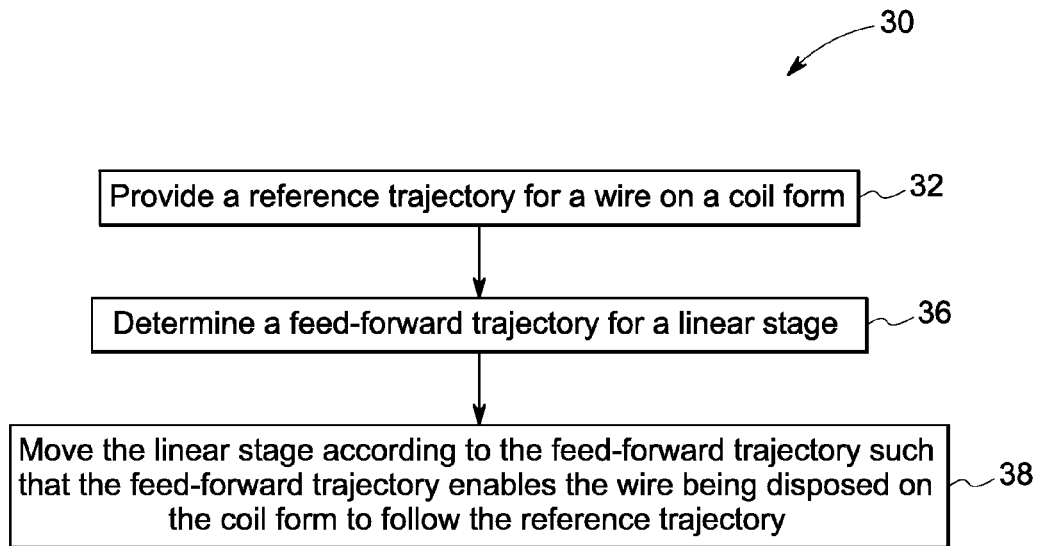 30
Provide a reference trajectory for a wire on a coil form
32
Determine a feed-forward trajectory for a linear stage
36
Move the linear stage according to the feed-forward trajectory such
that the feed-forward trajectory enables the wire being disposed on
the coil form to follow the reference trajectory
38